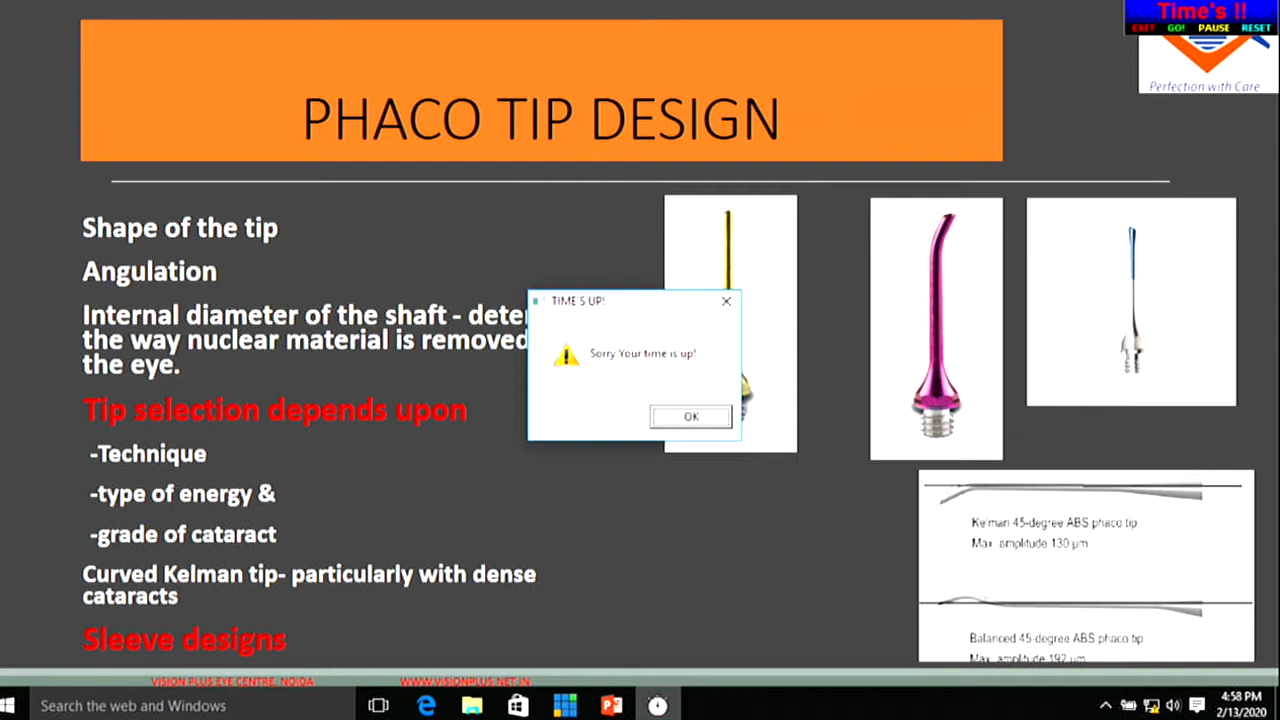 Time's !!
EXIT GO! PAUSE RESET
Perfection with Care
PHACO TIP DESIGN
Shape of the tip
Angulation
Internal diameter of the shaft - deter
the way nuclear material is removed
the eye.
Tip selection depends upon
-Technique
-type of energy &
-grade of cataract
Curved Kelman tip- particularly with dense
cataracts
Sleeve designs
TIME'S UP!
Sorry Your time is up!
OK
Kelman 45-degree ABS phaco tip
Max. amplitude 130 µm
Balanced 45-degree ABS phaco tip
Max. amplitude 192 µm
VISION PLUS EYE CENTRE, NOIDA
WWW.VISIONPLUS.NET.IN
Search the web and Windows
4:58 PM
2/13/2020